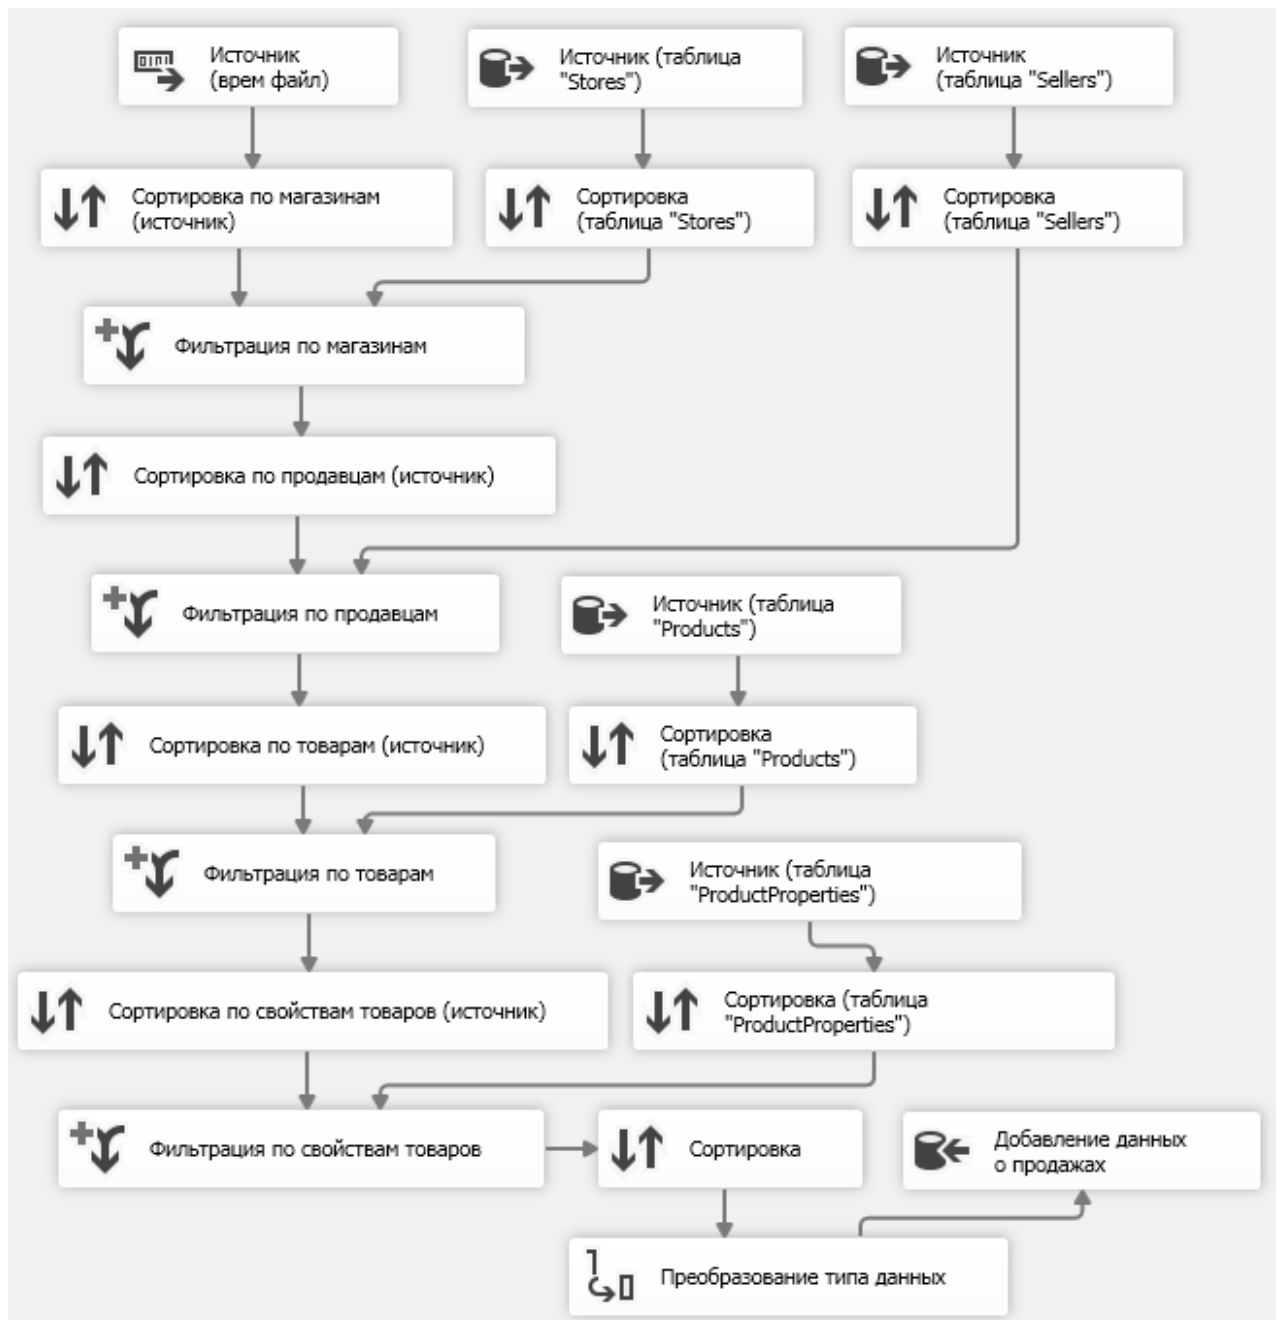 Источник
(врем файл)
Источник (таблица
"Stores")
Источник
(таблица "Sellers")
Сортировка по магазинам
(источник)
Сортировка
(таблица "Stores")
Сортировка
(таблица "Sellers")
Фильтрация по магазинам
Сортировка по продавцам (источник)
Фильтрация по продавцам
Источник (таблица
"Products")
Сортировка по товарам (источник)
Сортировка
(таблица "Products")
Фильтрация по товарам
Источник (таблица
"ProductProperties")
Сортировка по свойствам товаров (источник)
Сортировка (таблица
"ProductProperties")
Фильтрация по свойствам товаров
Сортировка
Добавление данных
о продажах
Преобразование типа данных